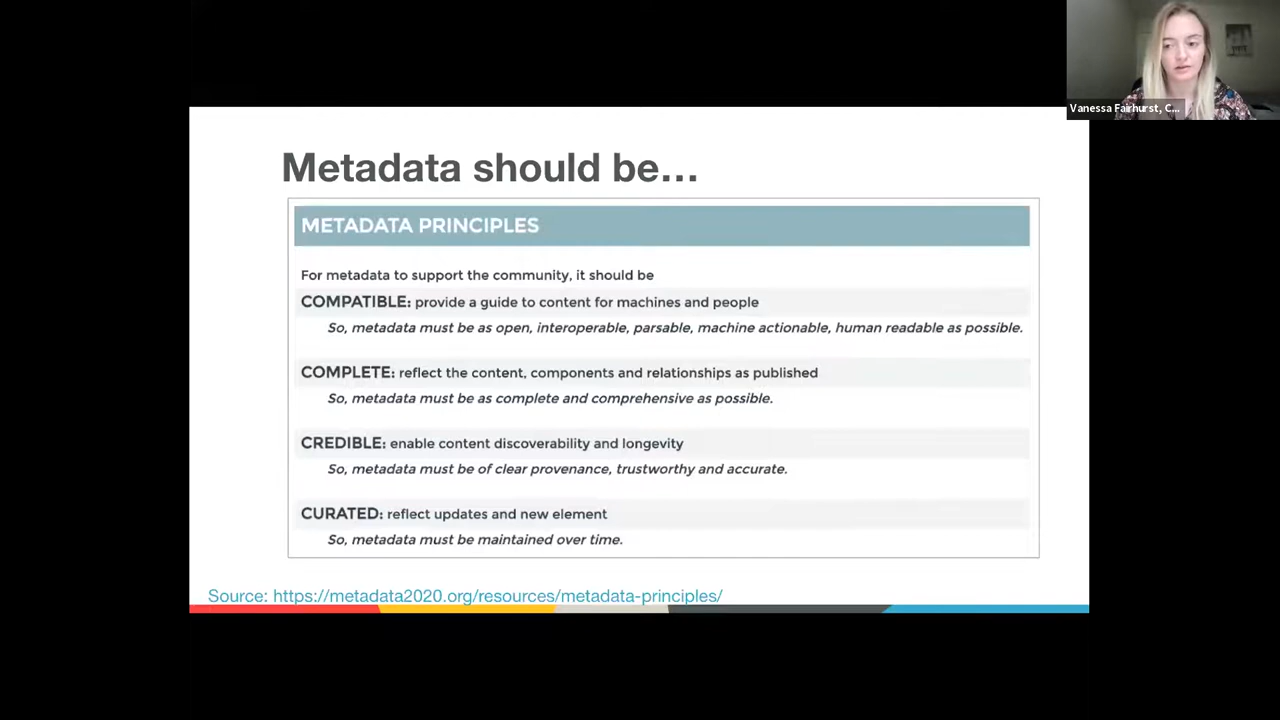 Vanessa Fairhurst, C...
Metadata should be...
METADATA PRINCIPLES
For metadata to support the community, it should be
COMPATIBLE: provide a guide to content for machines and people
So, metadata must be as open, interoperable, parsable, machine actionable, human readable as possible.
COMPLETE: reflect the content, components and relationships as published
So, metadata must be as complete and comprehensive as possible.
CREDIBLE: enable content discoverability and longevity
So, metadata must be of clear provenance, trustworthy and accurate.
CURATED: reflect updates and new element
So, metadata must be maintained over time.
Source: https://metadata2020.org/resources/metadata-principles/